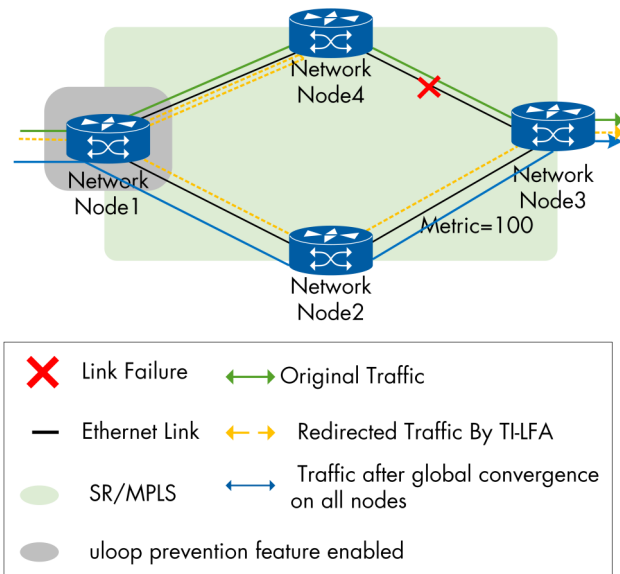 Network
Node4
Network
Node1
Network
Node3
Metric=100
Network
Node2
Link Failure
Original Traffic
Ethernet Link
Redirected Traffic By TI-LFA
SR/MPLS
Traffic after global convergence
on all nodes
uloop prevention feature enabled